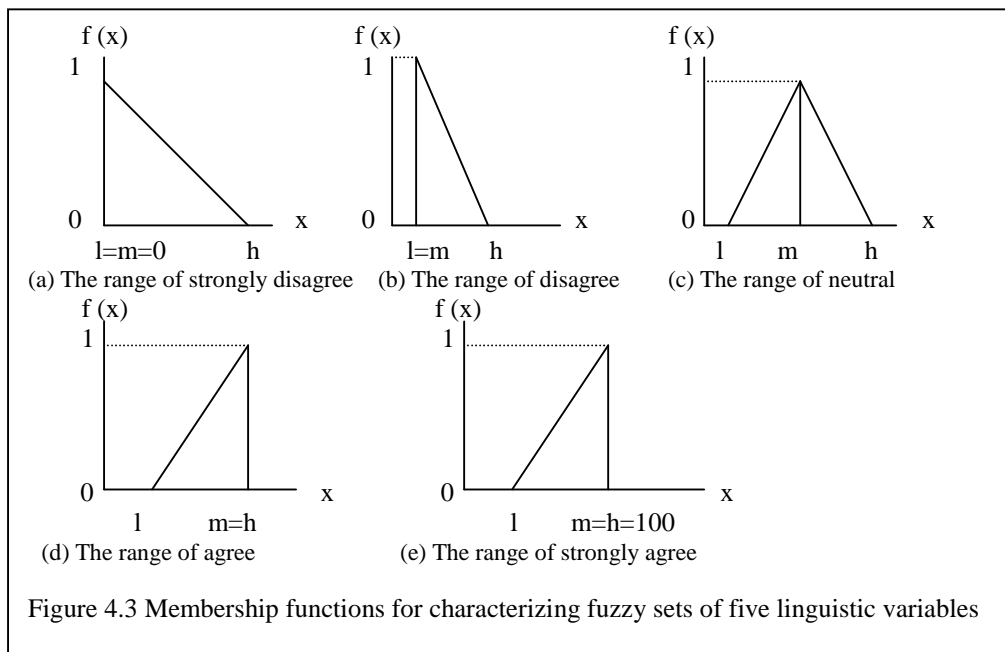 f (x) f (x) f (x)
1 1 1
0 x 0 x 0 x
l=m=0 h l=m h l m h
(a) The range of strongly disagree (b) The range of disagree (c) The range of neutral
f (x) f (x)
1 1
0 x 0 x
l m=h l m=h=100
(d) The range of agree (e) The range of strongly agree
Figure 4.3 Membership functions for characterizing fuzzy sets of five linguistic variables